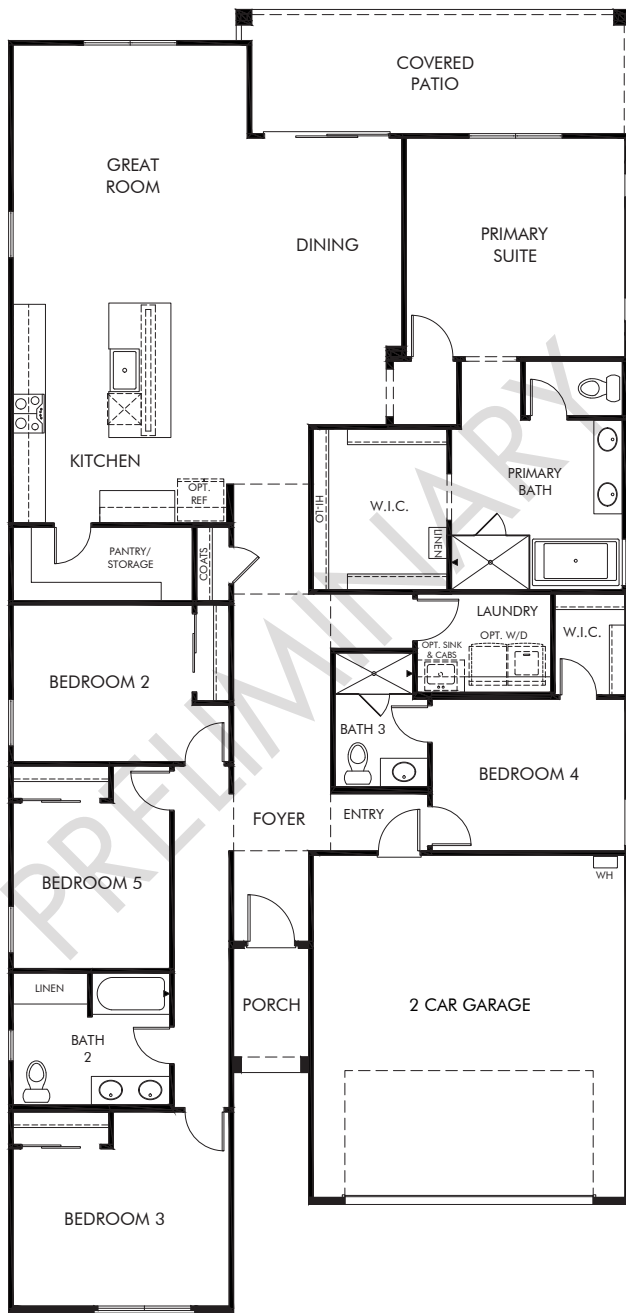 COVERED
PATIO
GREAT
ROOM
DINING
PRIMARY
SUITE
KITCHEN
OPT.
REF
HI-LO
W.I.C.
LINEN
PRIMARY
BATH
PANTRY/
STORAGE
COATS
LAUNDRY
OPT. SINK
& CABS
OPT. W/D
W.I.C.
BEDROOM 2
BATH 3
BEDROOM 4
FOYER
ENTRY
BEDROOM 5
WH
LINEN
BATH
2
PORCH
2 CAR GARAGE
BEDROOM 3
PRELIMINARY